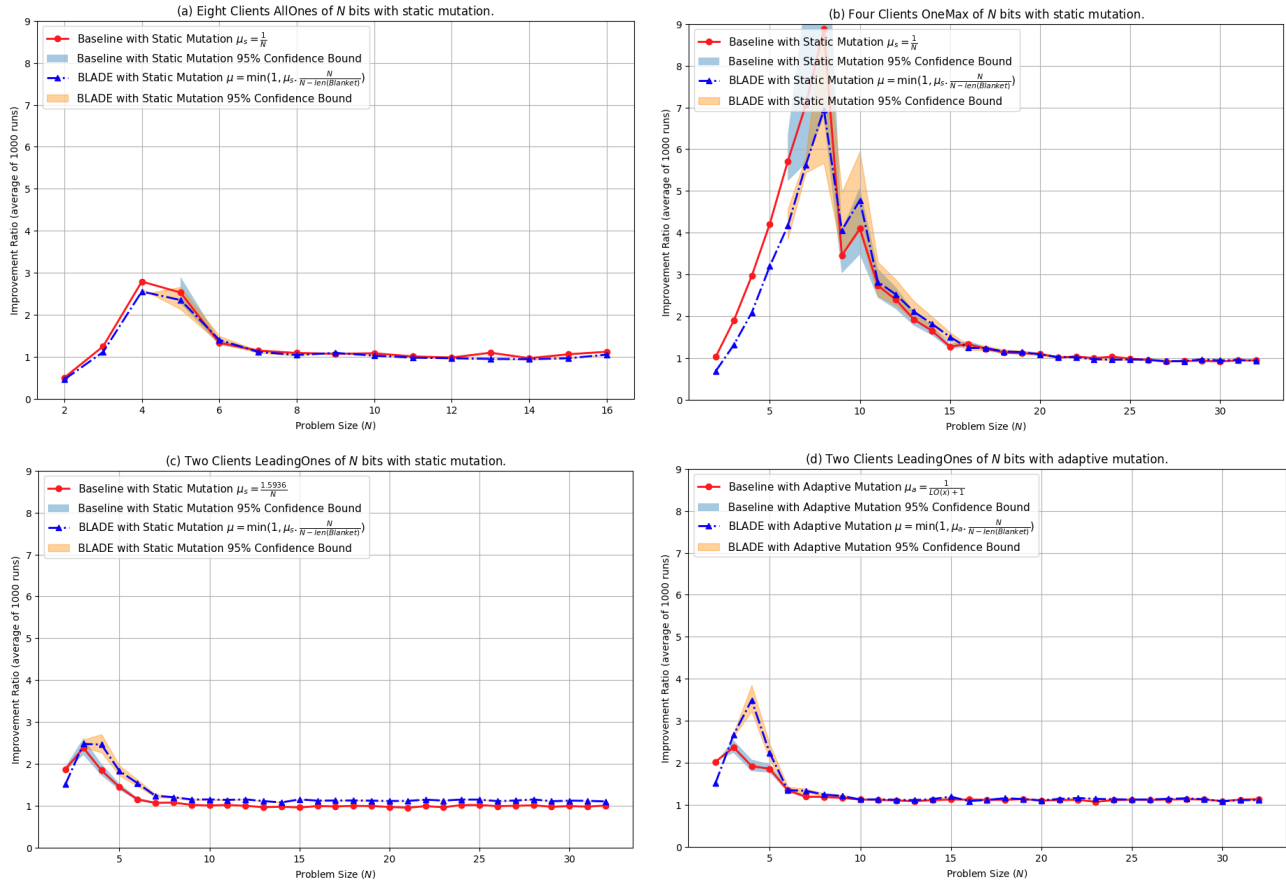 (a) Eight Clients AllOnes of N bits with static mutation.
9
8
7
6
5
4
3
2
1
0
Improvement Ratio (average of 1000 runs)
Baseline with Static Mutation μ_s = 1/N
Baseline with Static Mutation 95% Confidence Bound
BLADE with Static Mutation μ = min(1, μ_s. N/(N−len(Blanket)))
BLADE with Static Mutation 95% Confidence Bound
2 4 6 8 10 12 14 16
Problem Size (N)
(b) Four Clients OneMax of N bits with static mutation.
9
8
7
6
5
4
3
2
1
0
Improvement Ratio (average of 1000 runs)
Baseline with Static Mutation μ_s = 1/N
Baseline with Static Mutation 95% Confidence Bound
BLADE with Static Mutation μ = min(1, μ_s. N/(N−len(Blanket)))
BLADE with Static Mutation 95% Confidence Bound
5 10 15 20 25 30
Problem Size (N)
(c) Two Clients LeadingOnes of N bits with static mutation.
9
8
7
6
5
4
3
2
1
0
Improvement Ratio (average of 1000 runs)
Baseline with Static Mutation μ_s = 1.5936/N
Baseline with Static Mutation 95% Confidence Bound
BLADE with Static Mutation μ = min(1, μ_s. N/(N−len(Blanket)))
BLADE with Static Mutation 95% Confidence Bound
5 10 15 20 25 30
Problem Size (N)
(d) Two Clients LeadingOnes of N bits with adaptive mutation.
9
8
7
6
5
4
3
2
1
0
Improvement Ratio (average of 1000 runs)
Baseline with Adaptive Mutation μ_a = 1/(LO(x)+1)
Baseline with Adaptive Mutation 95% Confidence Bound
BLADE with Adaptive Mutation μ = min(1, μ_a. N/(N−len(Blanket)))
BLADE with Adaptive Mutation 95% Confidence Bound
5 10 15 20 25 30
Problem Size (N)